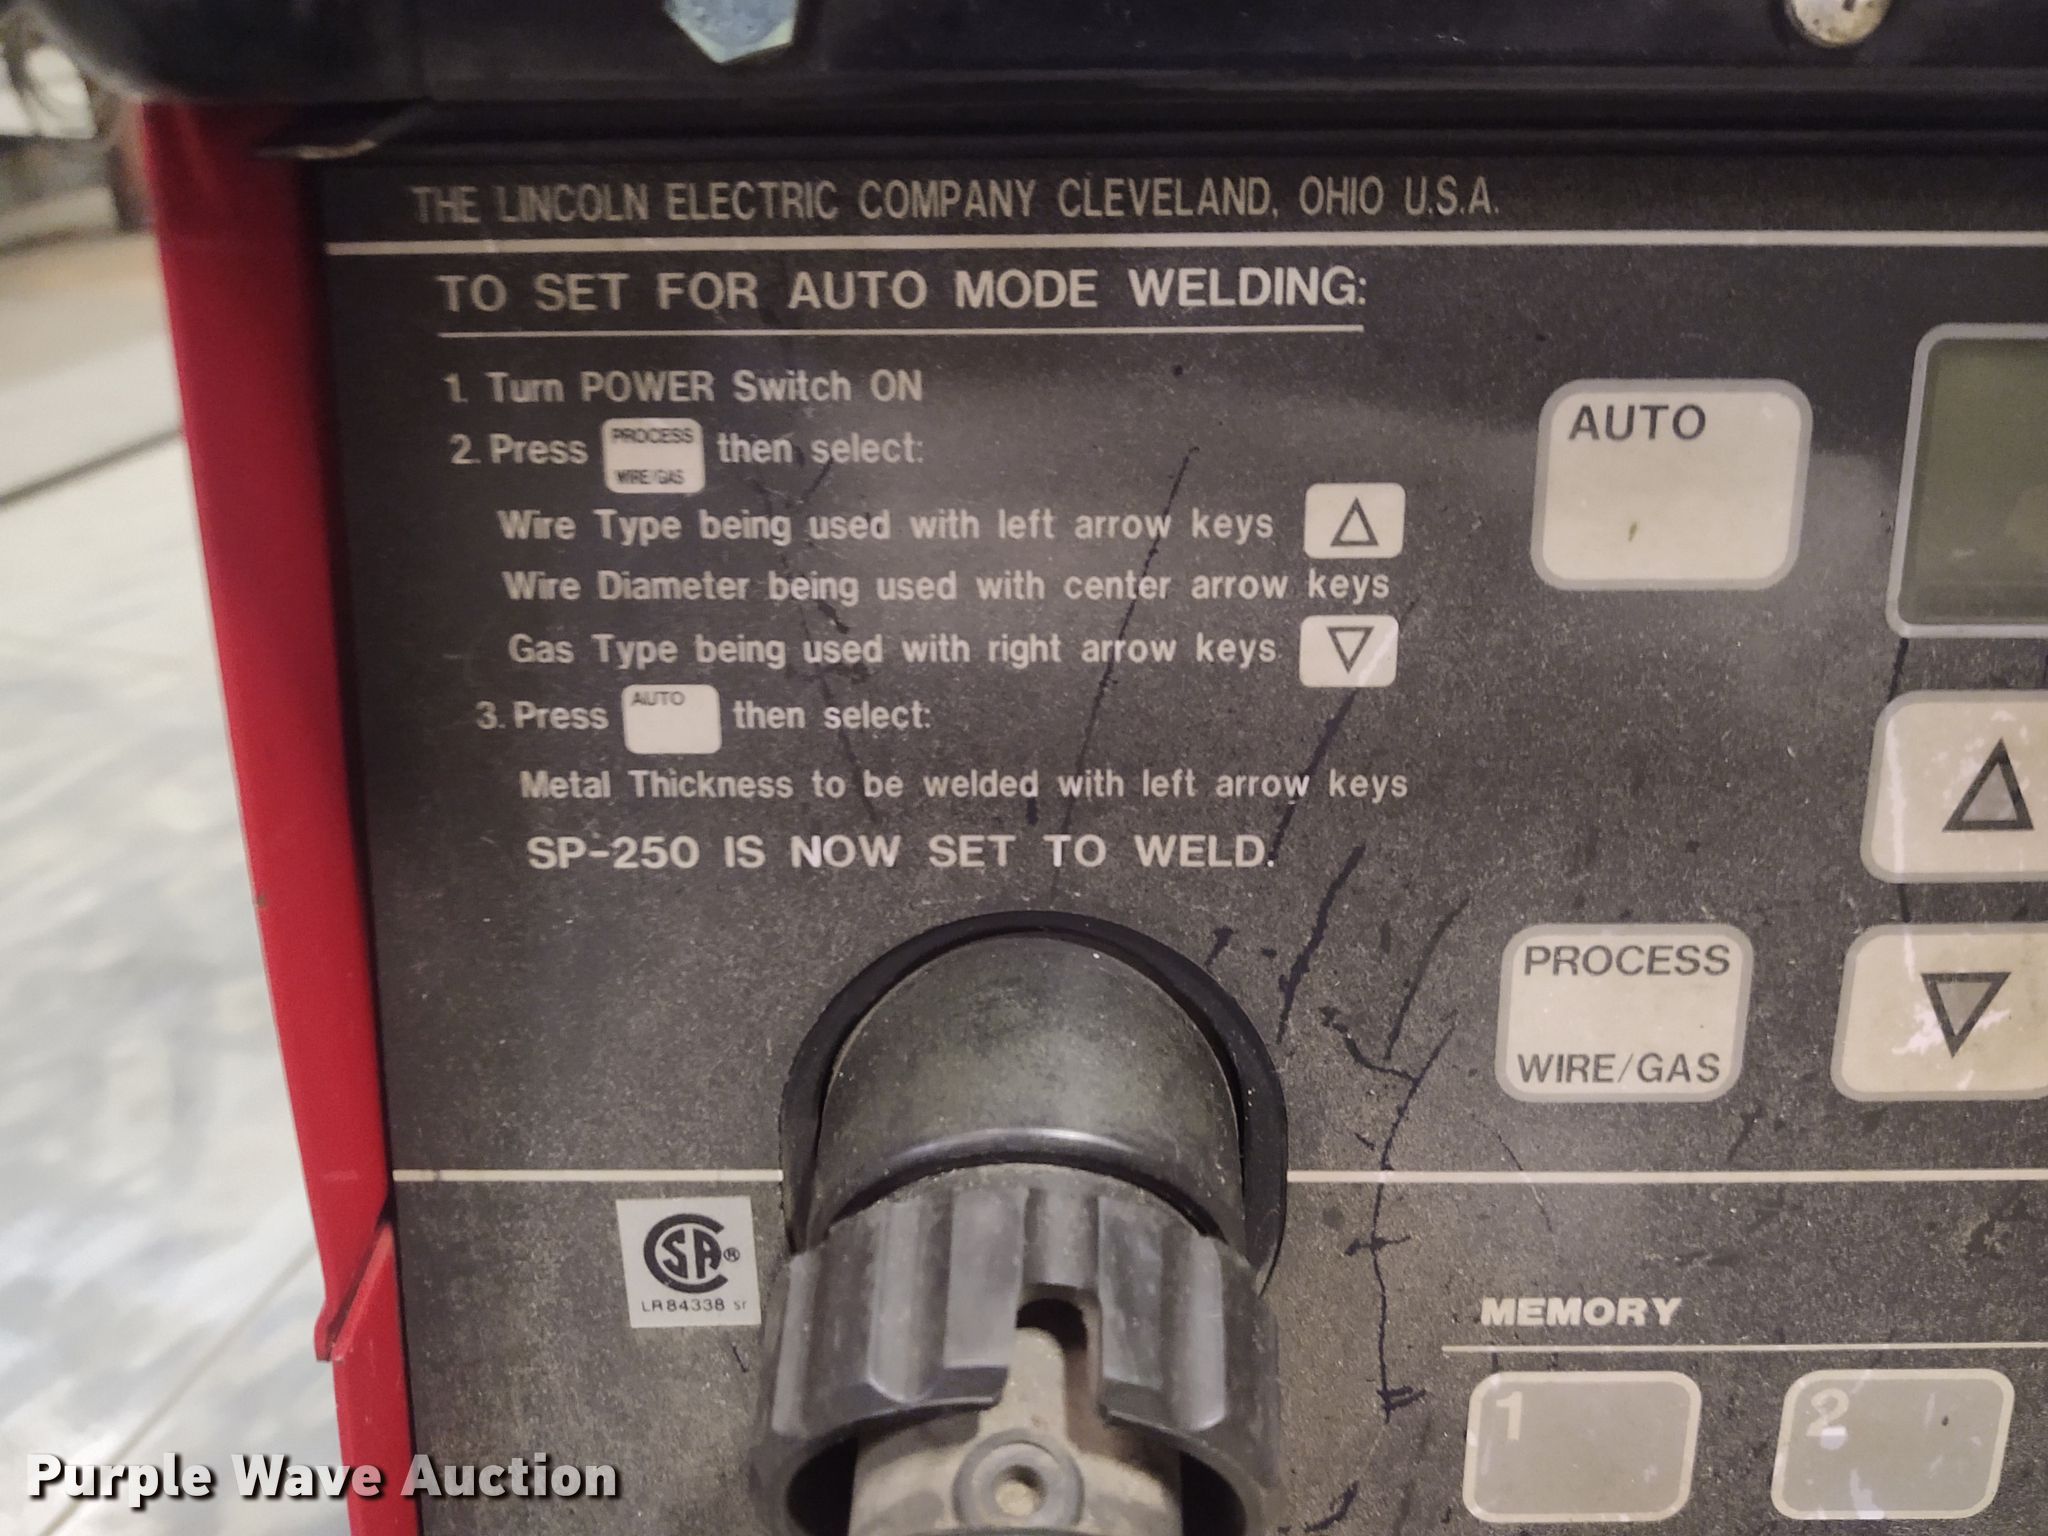 THE LINCOLN ELECTRIC COMPANY CLEVELAND, OHIO U.S.A.
TO SET FOR AUTO MODE WELDING:
1. Turn POWER Switch ON
2. Press PROCESS WIRE/GAS then select:
Wire Type being used with left arrow keys
Wire Diameter being used with center arrow keys
Gas Type being used with right arrow keys
3. Press AUTO then select:
Metal Thickness to be welded with left arrow keys
SP-250 IS NOW SET TO WELD.
AUTO
PROCESS
WIRE/GAS
CSA®
LR84338
MEMORY
1
2
Purple Wave Auction